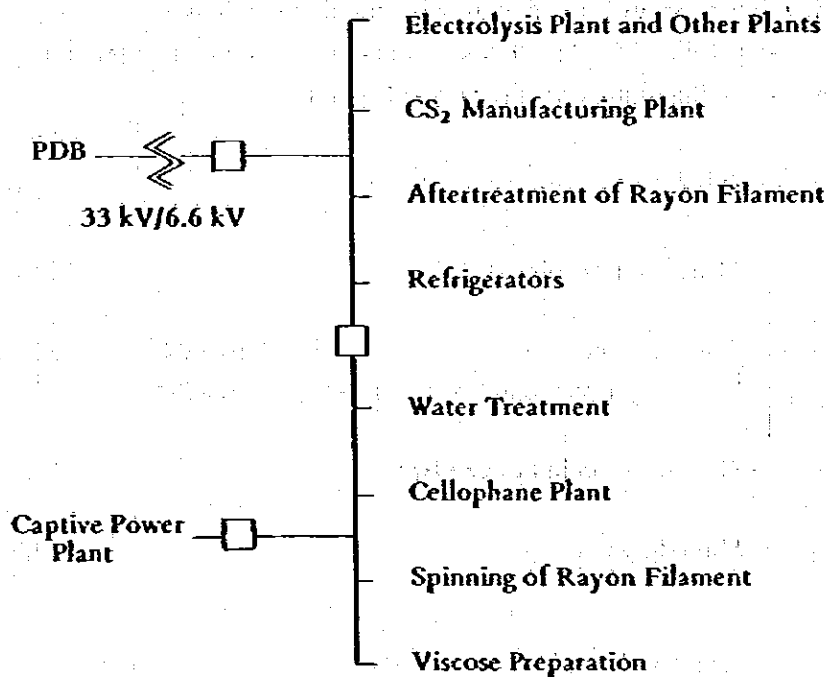 Electrolysis Plant and Other Plants
CS₂ Manufacturing Plant
PDB
33 kV/6.6 kV
Aftertreatment of Rayon Filament
Refrigerators
Water Treatment
Cellophane Plant
Captive Power
Plant
Spinning of Rayon Filament
Viscose Preparation